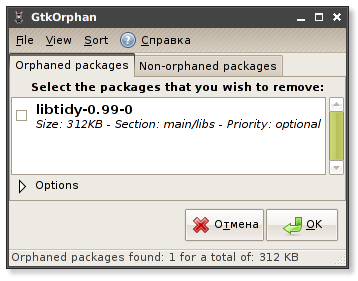 GtkOrphan
File View Sort Справка
Orphaned packages Non-orphaned packages
Select the packages that you wish to remove:
libtidy-0.99-0
Size: 312KB - Section: main/libs - Priority: optional
Options
Отмена OK
Orphaned packages found: 1 for a total of: 312 KB